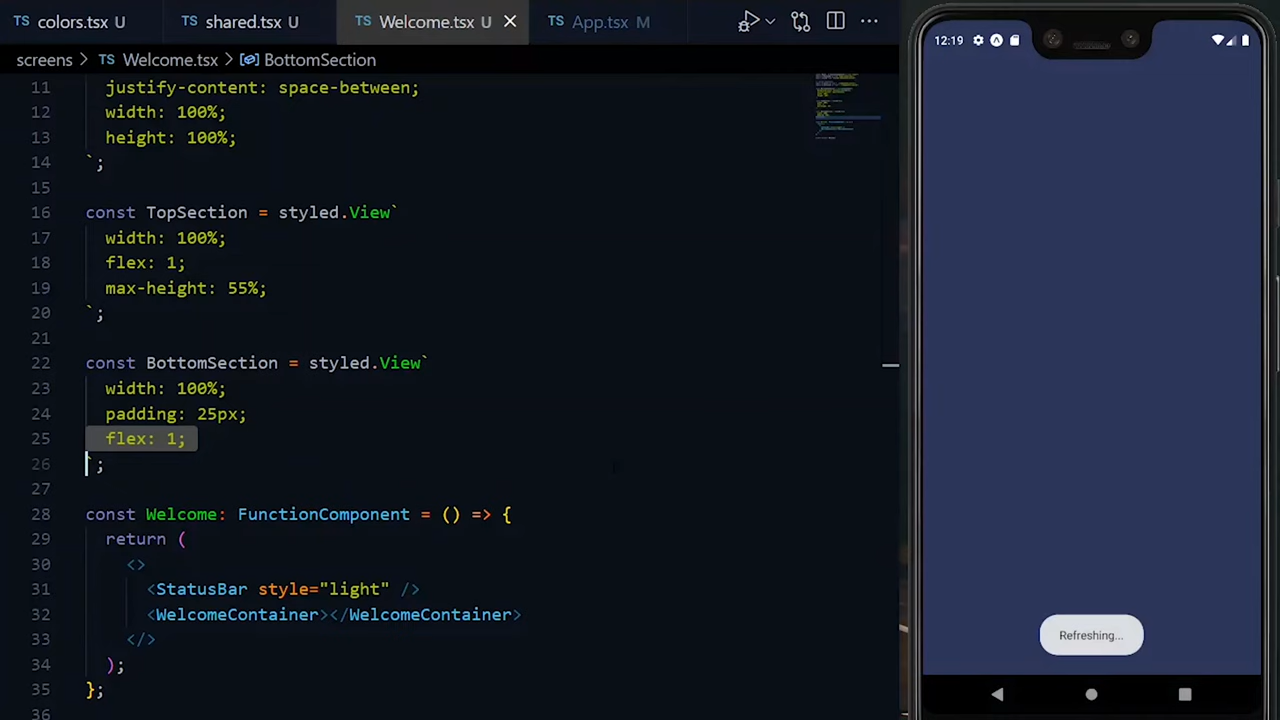 TS colors.tsx U TS shared.tsx U TS Welcome.tsx U TS App.tsx M
screens > TS Welcome.tsx > BottomSection
11 justify-content: space-between;
12 width: 100%;
13 height: 100%;
14 `;
15
16 const TopSection = styled.View`
17 width: 100%;
18 flex: 1;
19 max-height: 55%;
20 `;
21
22 const BottomSection = styled.View`
23 width: 100%;
24 padding: 25px;
25 flex: 1;
26 `;
27
28 const Welcome: FunctionComponent = () => {
29 return (
30 <>
31 <StatusBar style="light" />
32 <WelcomeContainer></WelcomeContainer>
33 </>
34 );
35 };
36
12:19
Refreshing...